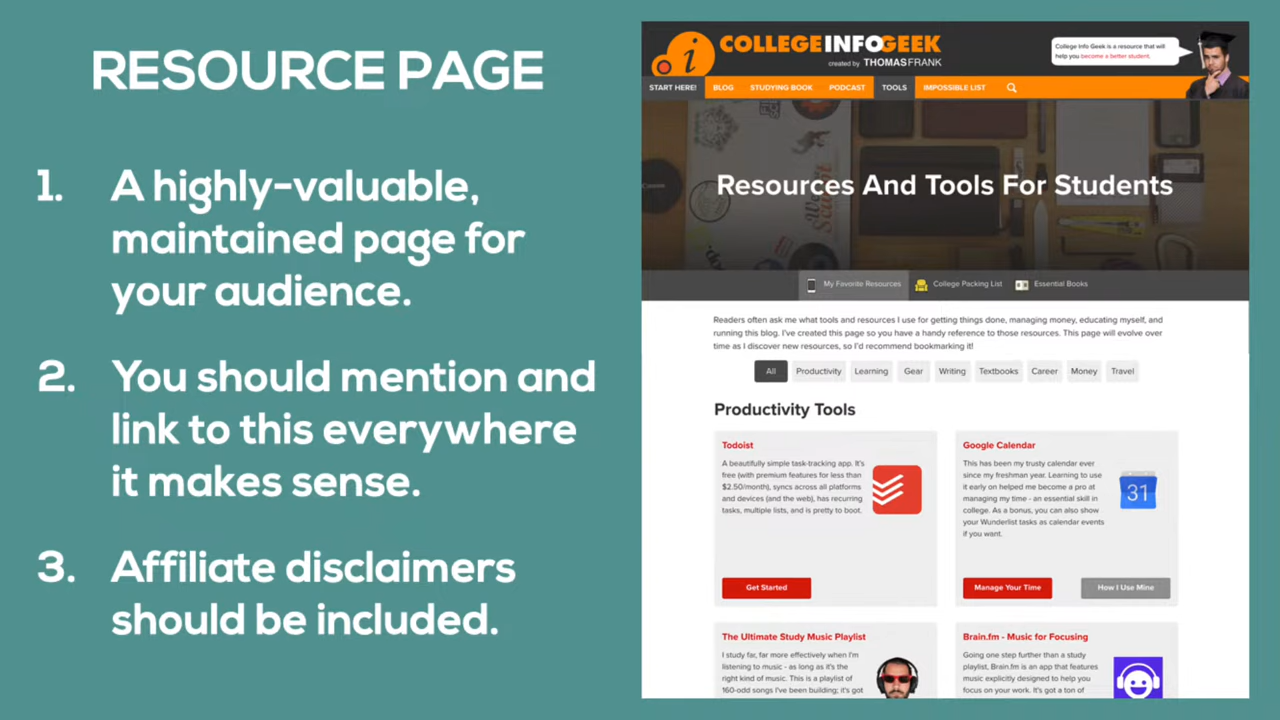 RESOURCE PAGE
1. A highly-valuable,
maintained page for
your audience.
2. You should mention and
link to this everywhere
it makes sense.
3. Affiliate disclaimers
should be included.
COLLEGE INFO GEEK
created by THOMAS FRANK
College Info Geek is a resource that will
help you become a better student.
START HERE! BLOG STUDYING BOOK PODCAST TOOLS IMPOSSIBLE LIST
Resources And Tools For Students
My Favorite Resources College Packing List Essential Books
Readers often ask me what tools and resources I use for getting things done, managing money, educating myself, and
running this blog. I've created this page so you have a handy reference to those resources. This page will evolve over
time as I discover new resources, so I'd recommend bookmarking it!
All Productivity Learning Gear Writing Textbooks Career Money Travel
Productivity Tools
Todoist
A beautifully simple task-tracking app. It's
free (with premium features for less than
$2.50/month), syncs across all platforms
and devices (and the web), has recurring
tasks, multiple lists, and is pretty to boot.
Get Started
Google Calendar
This has been my trusty calendar ever
since my freshman year. Learning to use
it early on helped me become a pro at
managing my time - an essential skill in
college. As a bonus, you can also show
your Wunderlist tasks as calendar events
if you want.
31
Manage Your Time How I Use Mine
The Ultimate Study Music Playlist
I study far, far more effectively when I'm
listening to music - as long as it's the
right kind of music. This is a playlist of
160-odd songs I've been building; it's got
Brain.fm - Music for Focusing
Going one step further than a study
playlist, Brain.fm is an app that features
music explicitly designed to help you
focus on your work. It's got a ton of